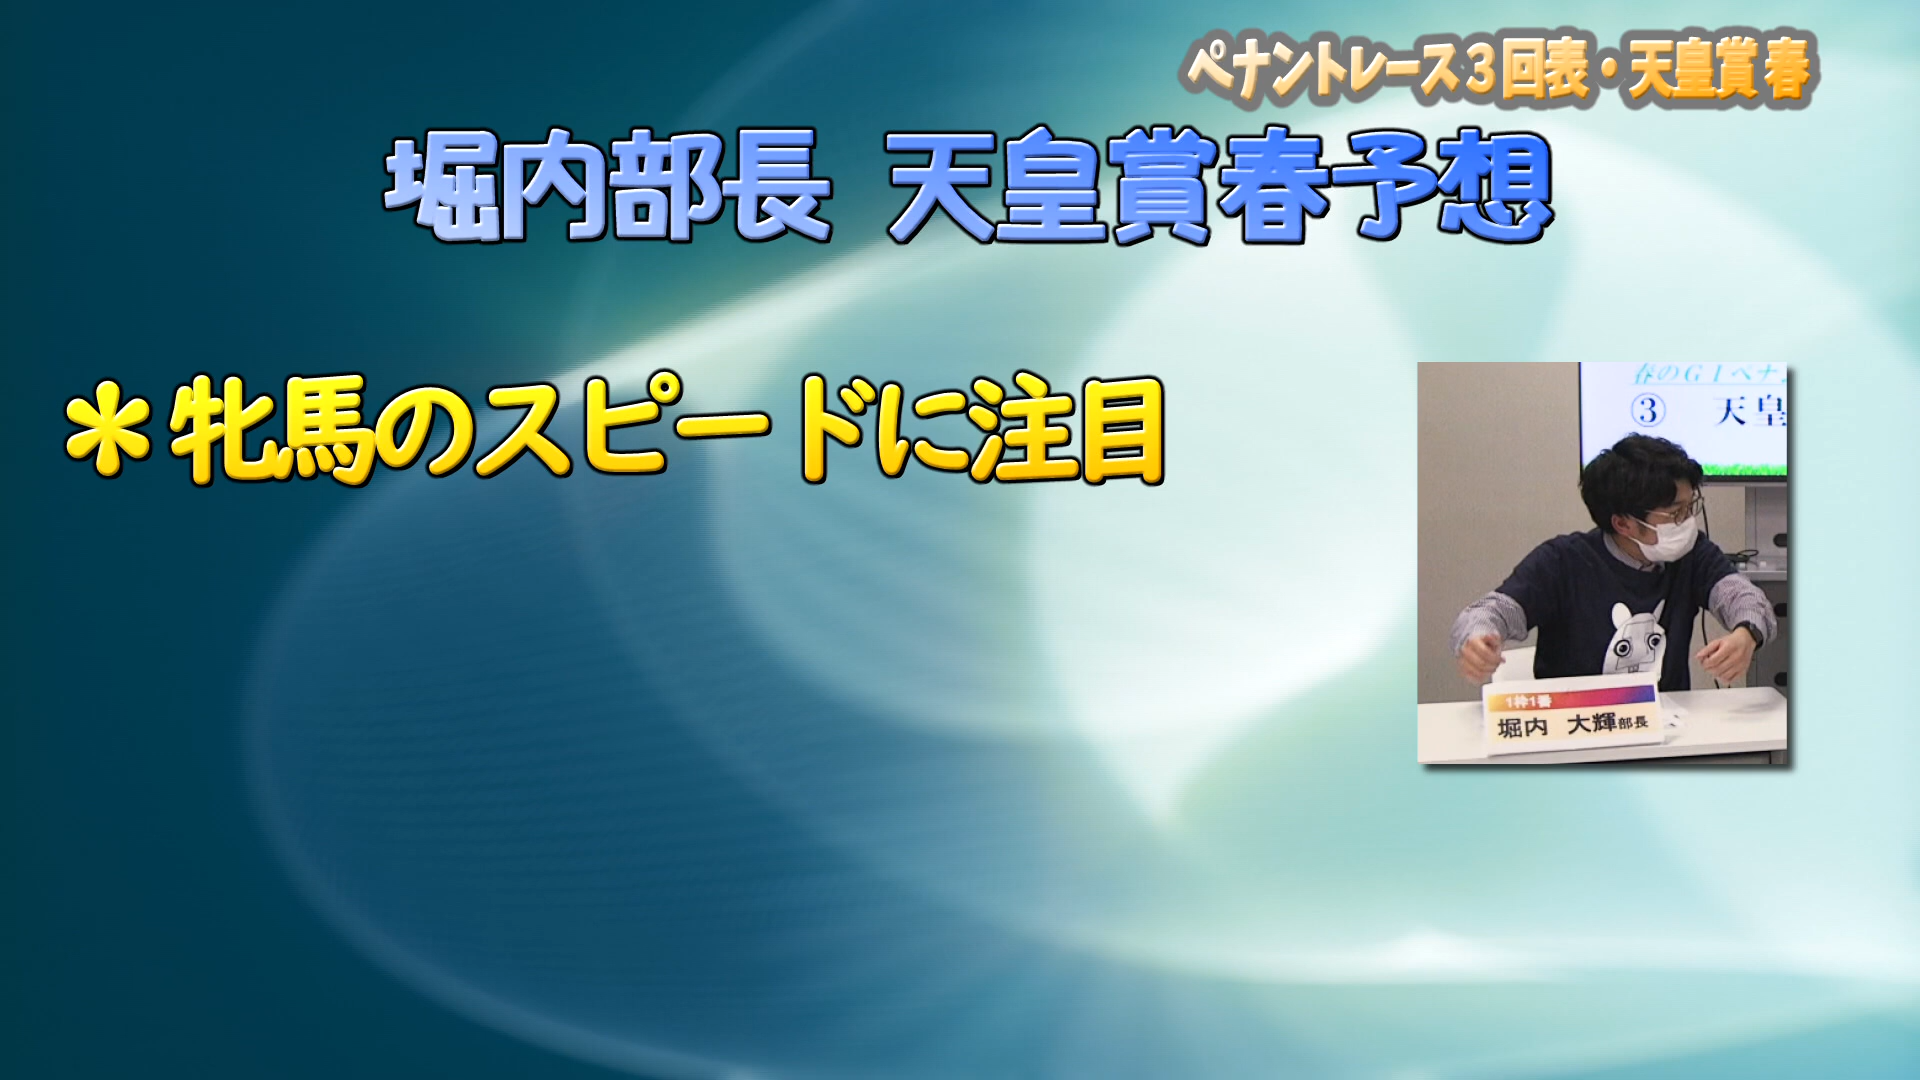 ペナントレース３回表・天皇賞 春
堀内部長 天皇賞春予想
＊牝馬のスピードに注目
春のＧⅠペナ
③ 天皇
1枠1番
堀内 大輝部長